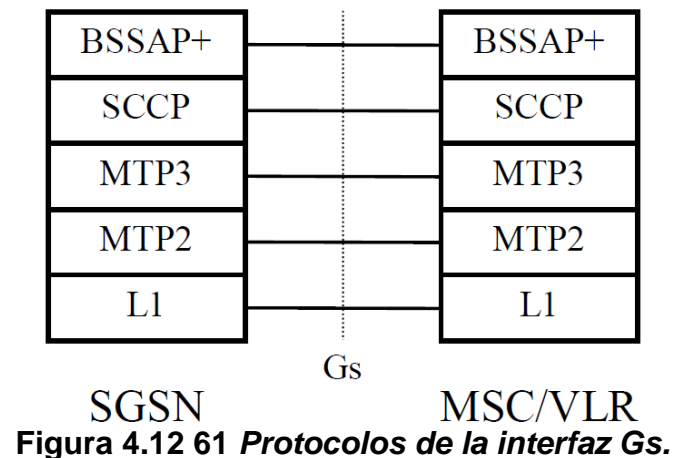 BSSAP+ BSSAP+
SCCP SCCP
MTP3 MTP3
MTP2 MTP2
L1 L1
Gs
SGSN MSC/VLR
Figura 4.12 61 Protocolos de la interfaz Gs.